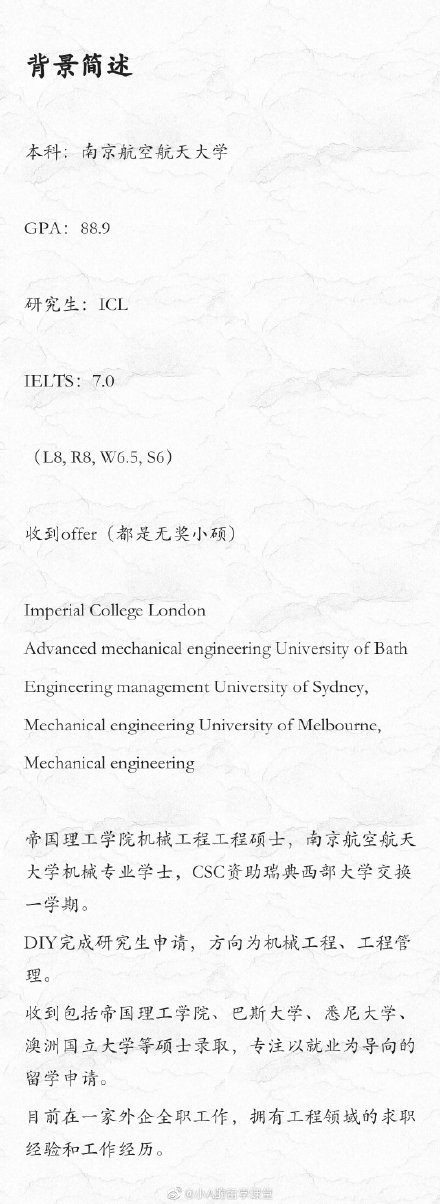 背景简述
本科：南京航空航天大学
GPA：88.9
研究生：ICL
IELTS：7.0
（L8, R8, W6.5, S6）
收到offer（都是无奖小硕）
Imperial College London
Advanced mechanical engineering University of Bath
Engineering management University of Sydney,
Mechanical engineering University of Melbourne,
Mechanical engineering
帝国理工学院机械工程工程硕士，南京航空航天
大学机械专业学士，CSC资助瑞典西部大学交换
一学期。
DIY完成研究生申请，方向为机械工程、工程管
理。
收到包括帝国理工学院、巴斯大学、悉尼大学、
澳洲国立大学等硕士录取，专注以就业为导向的
留学申请。
目前在一家外企全职工作，拥有工程领域的求职
经验和工作经历。